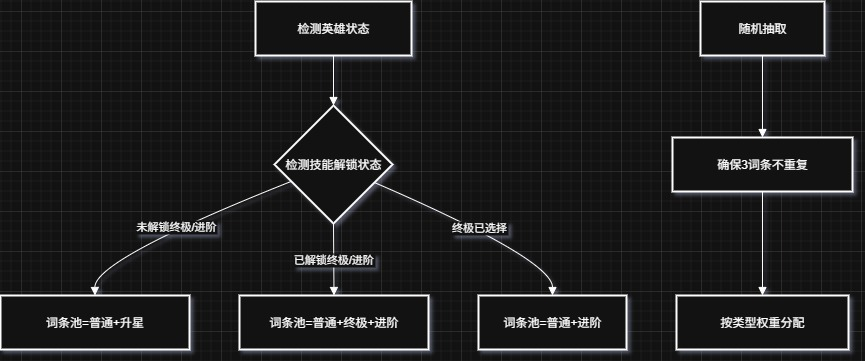 检测英雄状态
随机抽取
检测技能解锁状态
确保3词条不重复
未解锁终极/进阶
已解锁终极/进阶
终极已选择
词条池=普通+升星
词条池=普通+终极+进阶
词条池=普通+进阶
按类型权重分配